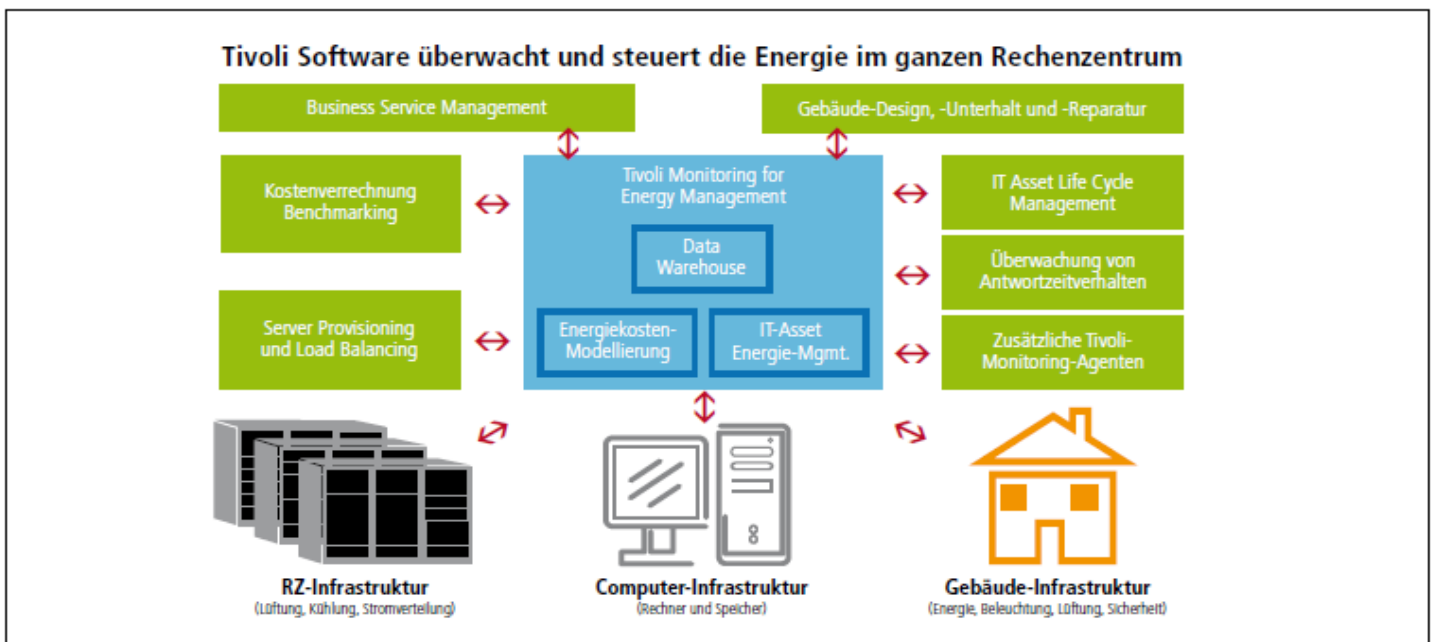 Tivoli Software überwacht und steuert die Energie im ganzen Rechenzentrum
Business Service Management
Gebäude-Design, -Unterhalt und -Reparatur
Kostenverrechnung
Benchmarking
Tivoli Monitoring for
Energy Management
IT Asset Life Cycle
Management
Data
Warehouse
Überwachung von
Antwortzeitverhalten
Server Provisioning
und Load Balancing
Energiekosten-
Modellierung
IT-Asset
Energie-Mgmt.
Zusätzliche Tivoli-
Monitoring-Agenten
RZ-Infrastruktur
(Lüftung, Kühlung, Stromverteilung)
Computer-Infrastruktur
(Rechner und Speicher)
Gebäude-Infrastruktur
(Energie, Beleuchtung, Lüftung, Sicherheit)